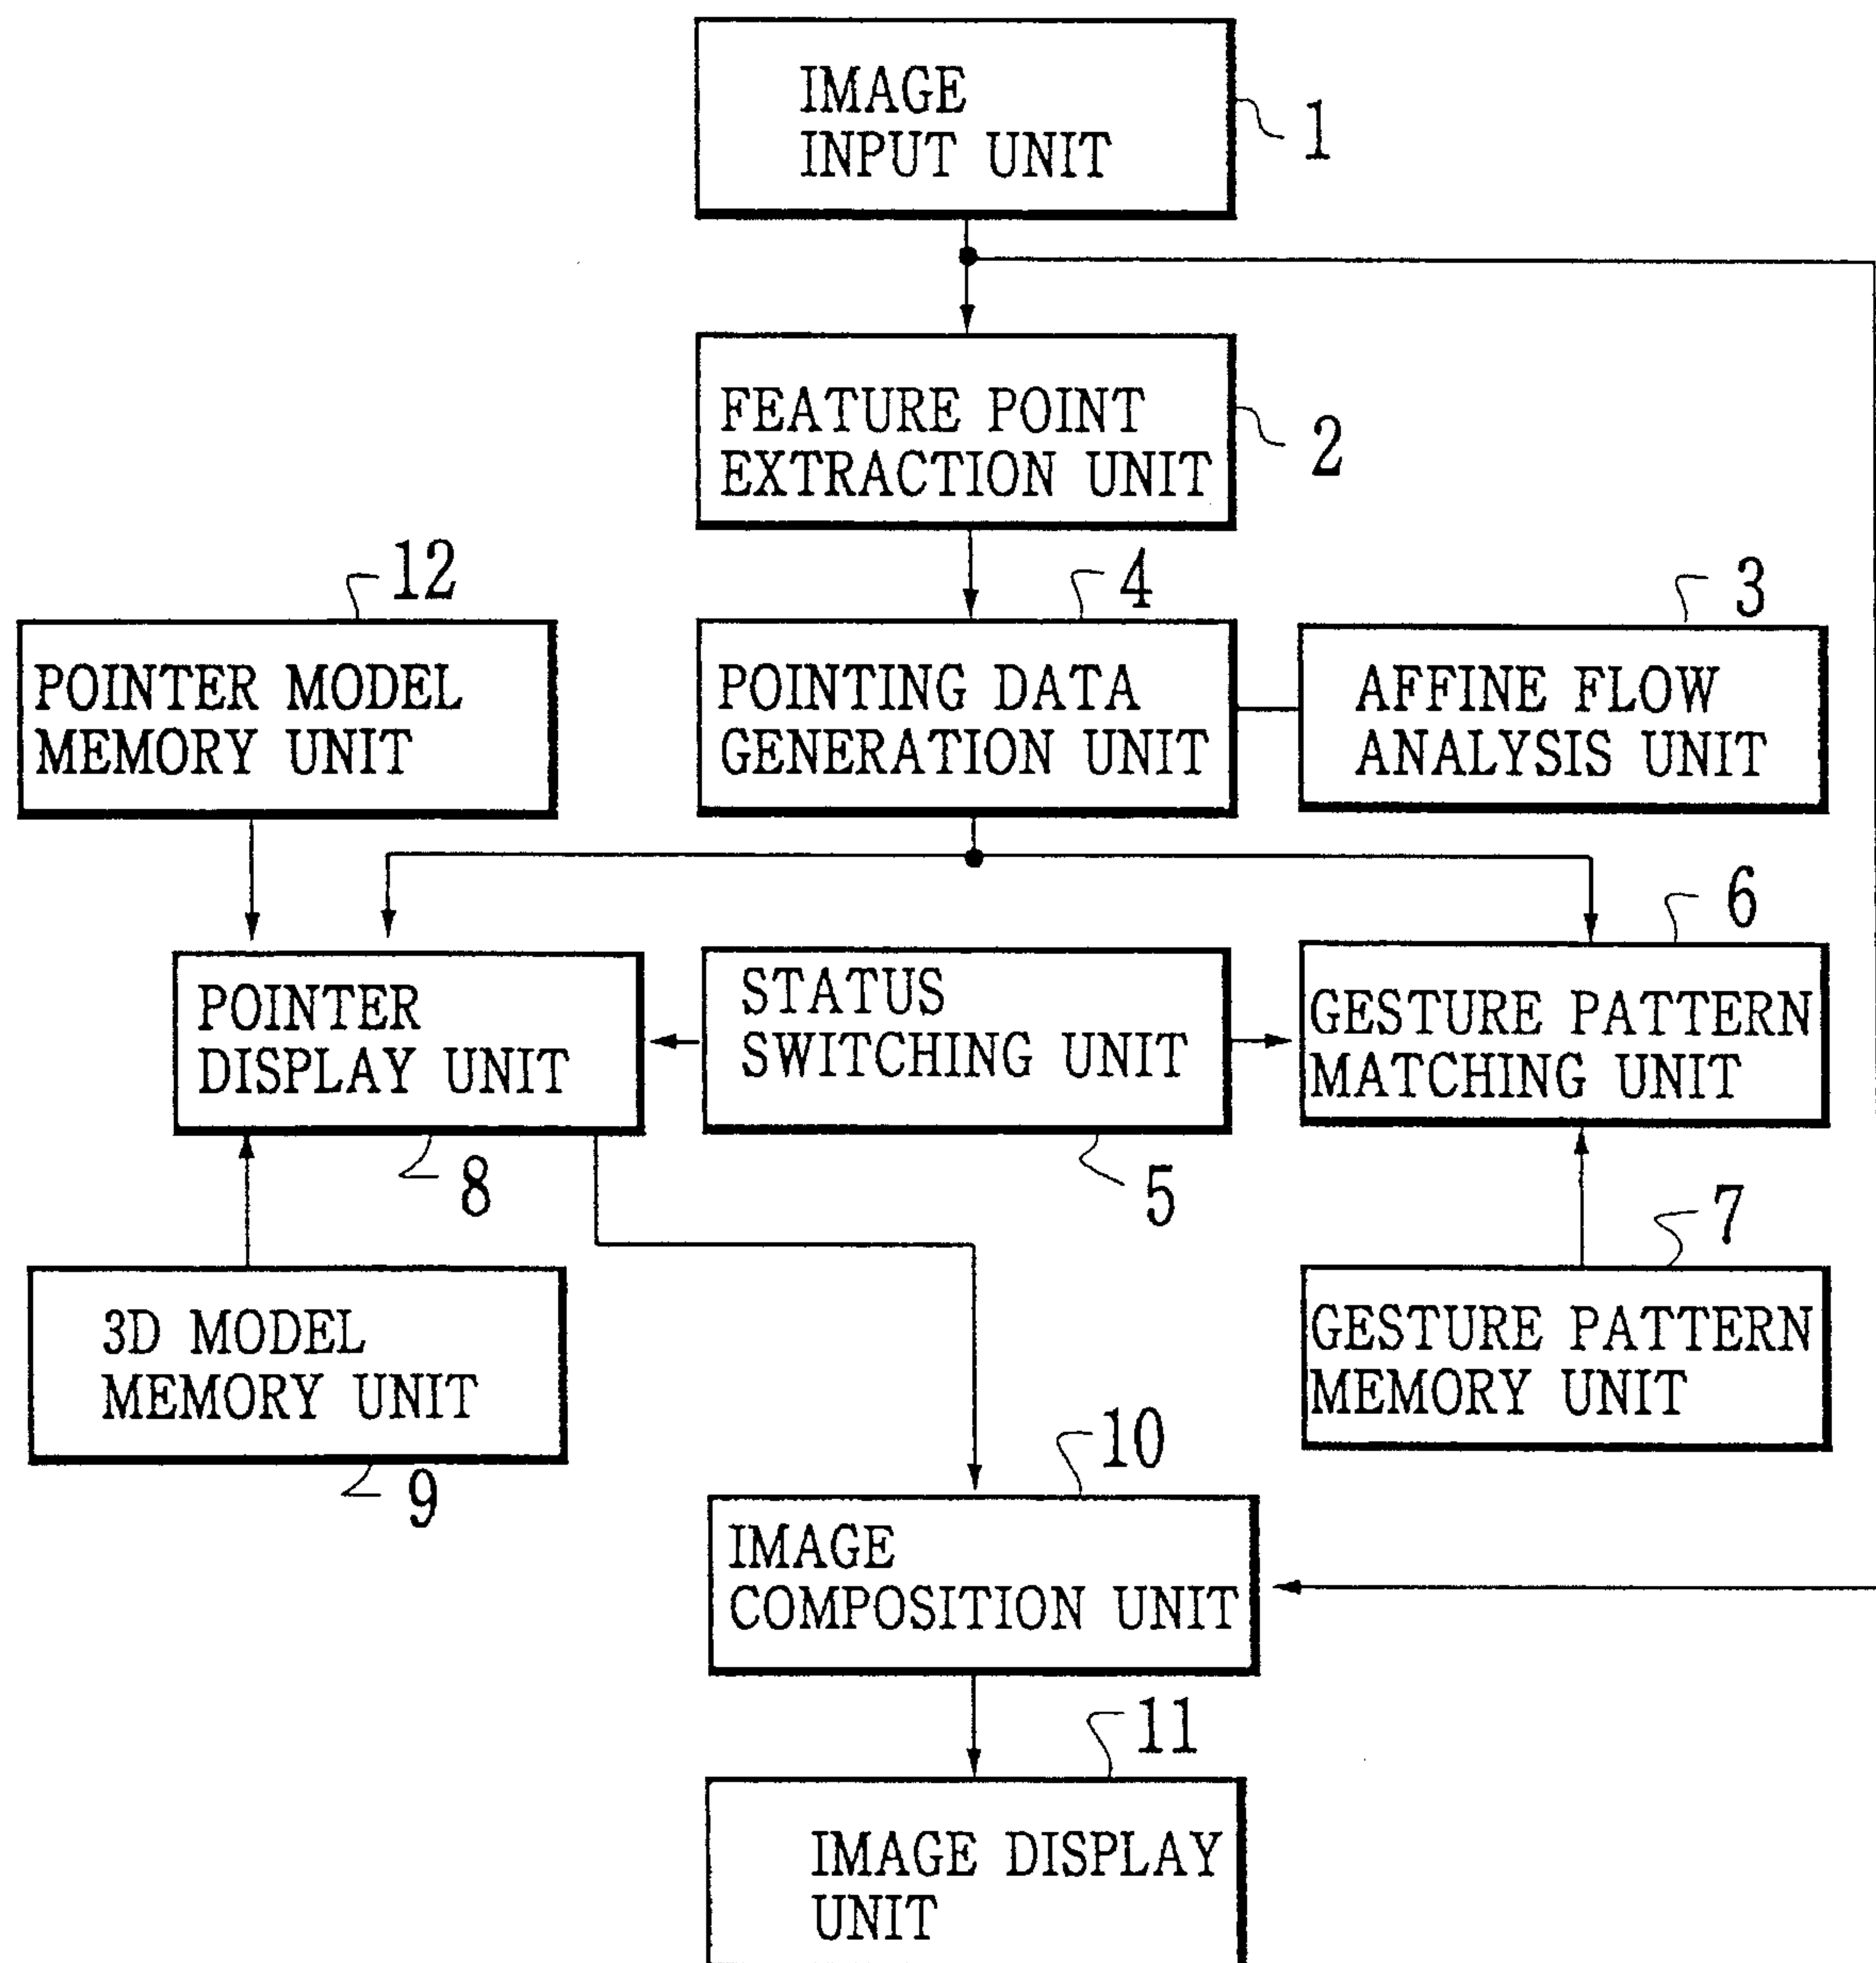 IMAGE
INPUT UNIT
1
FEATURE POINT
EXTRACTION UNIT
2
12
4
3
POINTER MODEL
MEMORY UNIT
POINTING DATA
GENERATION UNIT
AFFINE FLOW
ANALYSIS UNIT
6
POINTER
DISPLAY UNIT
STATUS
SWITCHING UNIT
GESTURE PATTERN
MATCHING UNIT
8
5
7
3D MODEL
MEMORY UNIT
GESTURE PATTERN
MEMORY UNIT
9
10
IMAGE
COMPOSITION UNIT
11
IMAGE DISPLAY
UNIT